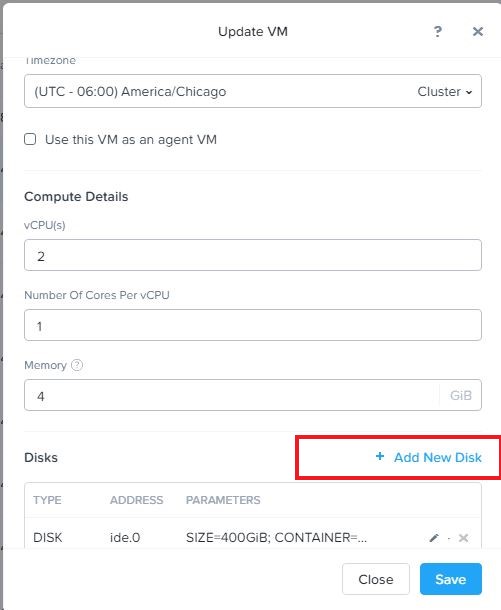 Update VM ? ×
Timezone
(UTC - 06:00) America/Chicago Cluster
Use this VM as an agent VM
Compute Details
vCPU(s)
2
Number Of Cores Per vCPU
1
Memory ?
4 GiB
Disks + Add New Disk
TYPE ADDRESS PARAMETERS
DISK ide.0 SIZE=400GiB; CONTAINER=... · ×
Close Save